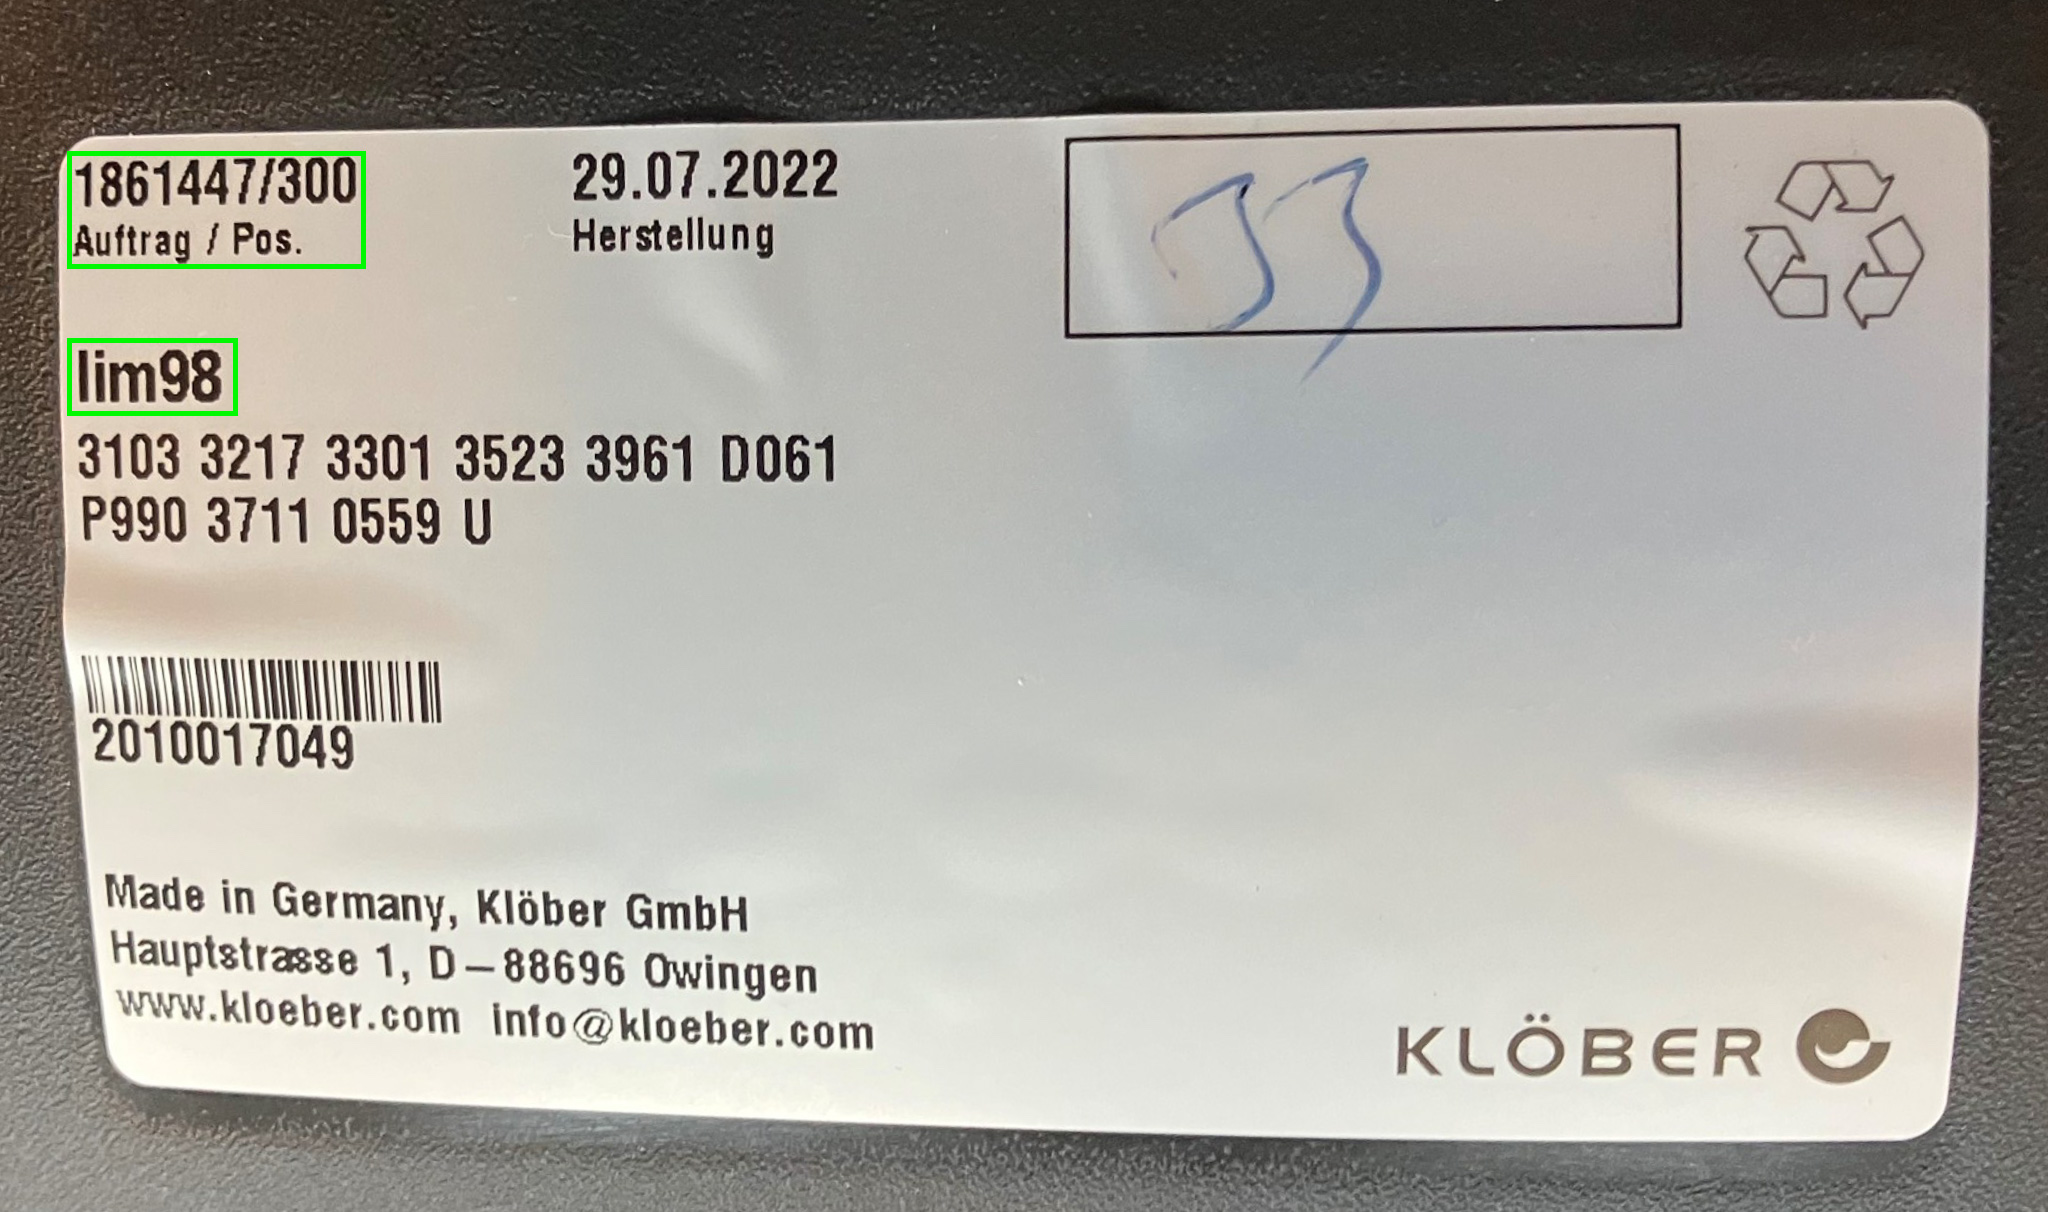 1861447/300 29.07.2022
Auftrag / Pos. Herstellung
lim98
3103 3217 3301 3523 3961 D061
P990 3711 0559 U
2010017049
Made in Germany, Klöber GmbH
Hauptstrasse 1, D-88696 Owingen
www.kloeber.com info@kloeber.com
KLÖBER